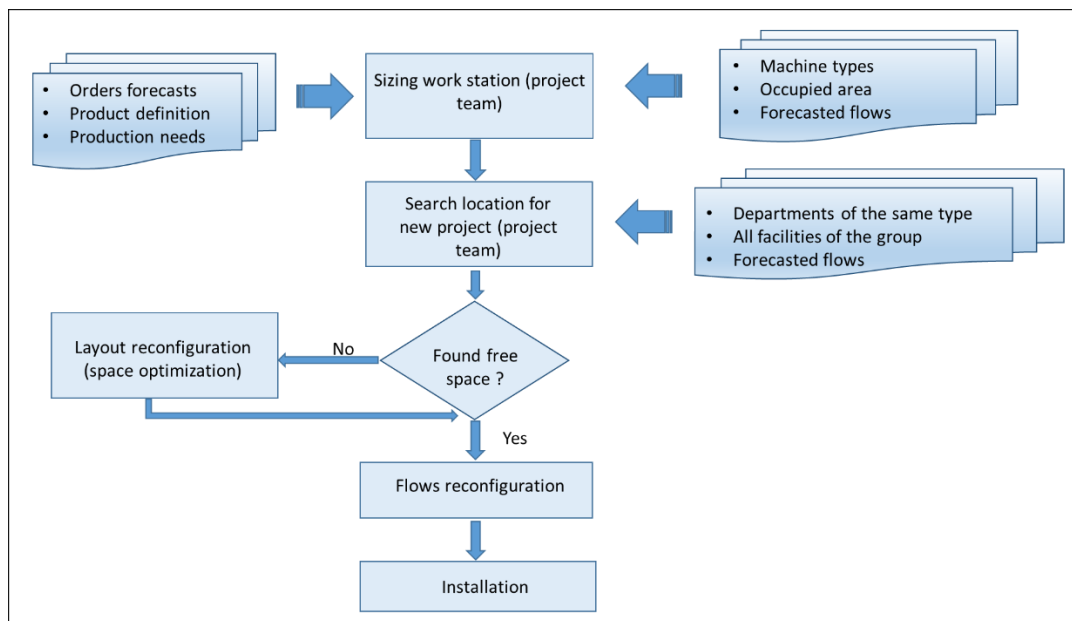 • Orders forecasts
• Product definition
• Production needs
Sizing work station (project
team)
• Machine types
• Occupied area
• Forecasted flows
Search location for
new project (project
team)
• Departments of the same type
• All facilities of the group
• Forecasted flows
Layout reconfiguration
(space optimization)
No
Found free
space ?
Yes
Flows reconfiguration
Installation